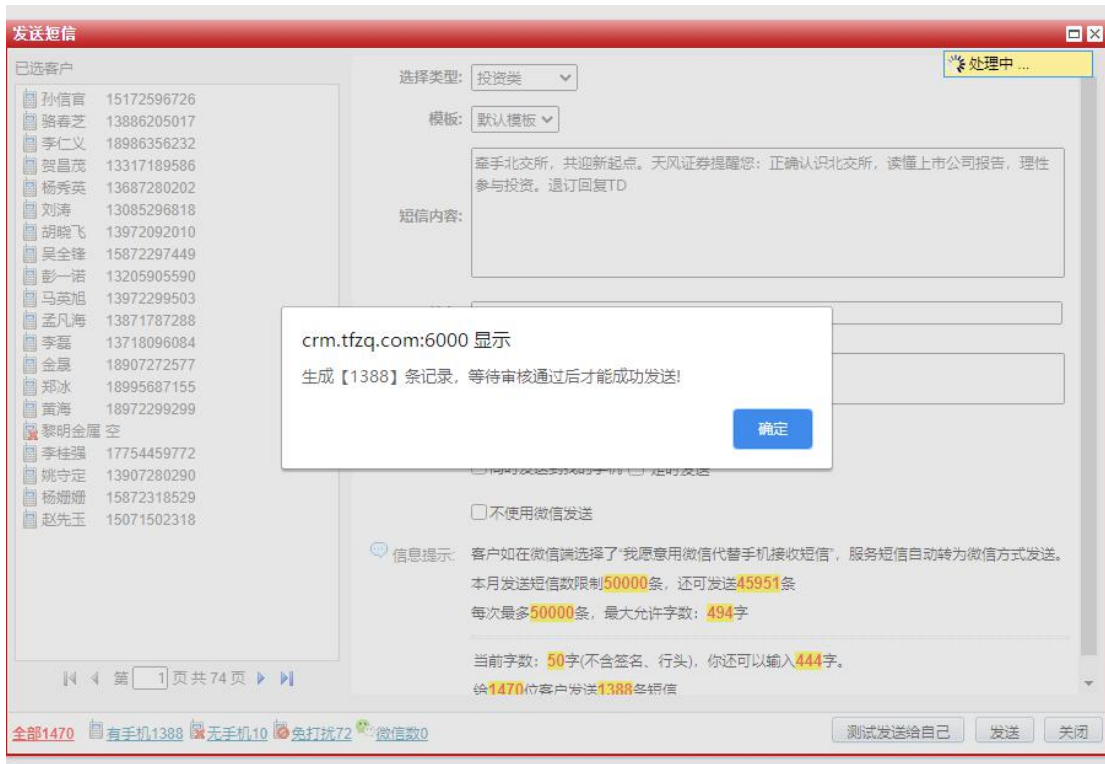 发送短信
处理中 ...
已选客户
孙信官 15172596726
骆春芝 13886205017
李仁义 18986356232
贺昌茂 13317189586
杨秀英 13687280202
刘涛 13085296818
胡晓飞 13972092010
吴全锋 15872297449
彭一诺 13205905590
马英旭 13972299503
孟凡海 13871787288
李磊 13718096084
金晟 18907272577
郑冰 18995687155
黄海 18972299299
黎明金属 空
李桂强 17754459772
姚守定 13907280290
杨姗姗 15872318529
赵先玉 15071502318
第 1 页共74页
选择类型: 投资类
模板: 默认模板
短信内容:
牵手北交所，共迎新起点。天风证券提醒您：正确认识北交所，读懂上市公司报告，理性
参与投资。退订回复TD
crm.tfzq.com:6000 显示
生成【1388】条记录，等待审核通过后才能成功发送!
确定
同时发送到我的手机 定时发送
不使用微信发送
信息提示: 客户如在微信端选择了“我愿意用微信代替手机接收短信”，服务短信自动转为微信方式发送。
本月发送短信数限制50000条，还可发送45951条
每次最多50000条，最大允许字数：494字
当前字数：50字(不含签名、行头)，你还可以输入444字。
给1470位客户发送1388条短信
全部1470 有手机1388 无手机10 免打扰72 微信数0
测试发送给自己 发送 关闭